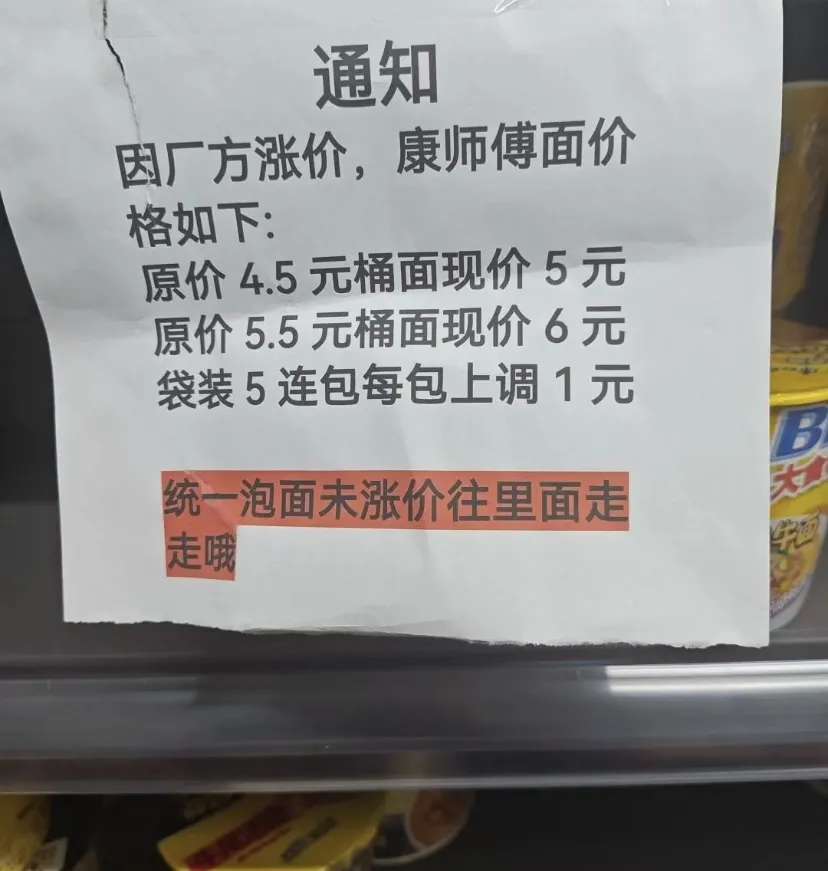 通知
因厂方涨价，康师傅面价
格如下:
原价 4.5 元桶面现价 5 元
原价 5.5 元桶面现价 6 元
袋装 5 连包每包上调 1 元
统一泡面未涨价往里面走
走哦
B
大
牛面